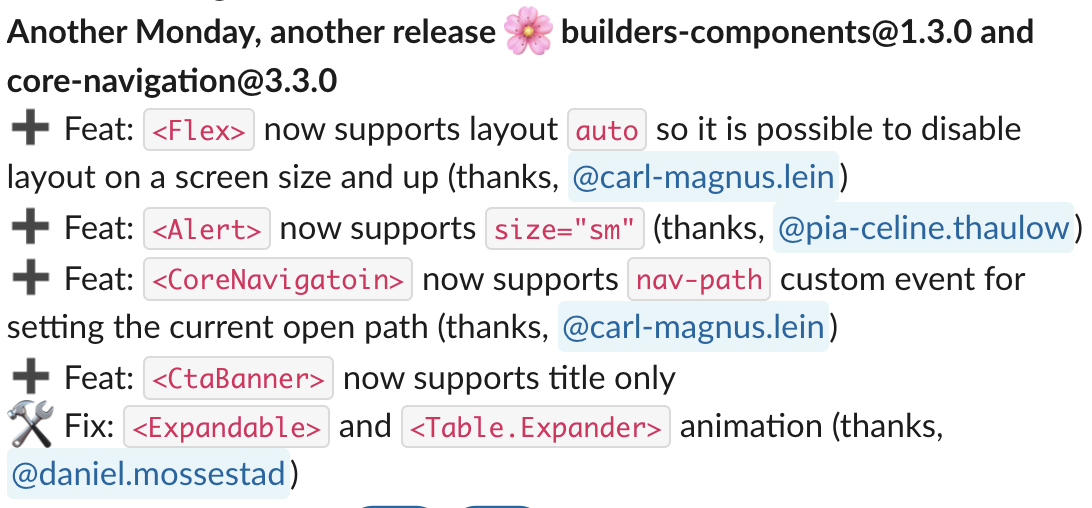 Another Monday, another release 🌸 builders-components@1.3.0 and
core-navigation@3.3.0
➕ Feat: <Flex> now supports layout auto so it is possible to disable
layout on a screen size and up (thanks, @carl-magnus.lein)
➕ Feat: <Alert> now supports size="sm" (thanks, @pia-celine.thaulow)
➕ Feat: <CoreNavigatoin> now supports nav-path custom event for
setting the current open path (thanks, @carl-magnus.lein)
➕ Feat: <CtaBanner> now supports title only
🛠 Fix: <Expandable> and <Table.Expander> animation (thanks,
@daniel.mossestad)